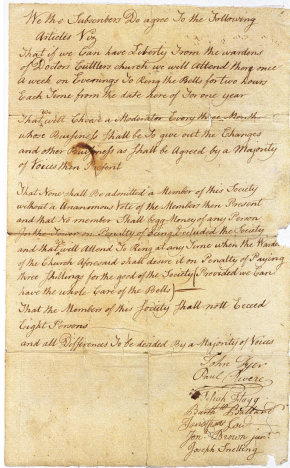 We the Subscribers Do agree To the Following
Articles Viz
That if we Can have Liberty From the wardens
of Doctors Cuttlers church we will Attend there once
A week on Evenings To Ring the Bells for two hours
Each Time from the date here of For one year
That we will Choose a Moderator Every three Months
whose Business Shall be To give out the Changes
and other Business as Shall be Agreed by a Majority
of Voices then Present
That None shall Be admitted a Member of this Society
without a Unanimous Vote of the Members then Present
and that No member Shall begg Money of any Person
In the Tower on Penalty of being Excluded the Society
and that we will Attend To Ring at any Time when the Wardens
of the Church Aforesaid shall desire it on Penalty of Paying
three Shillings for the good of the Society Provided we Can
have the whole Care of the Bells
That the Members of this Society Shall nott Exceed
Eight Persons
and all Differences To be decided By a Majority of Voices
John Dyer
Paul Revere
Josiah Flagg
Barth Ballard
Jonathan Law
Jona Brown junr
Joseph Snelling